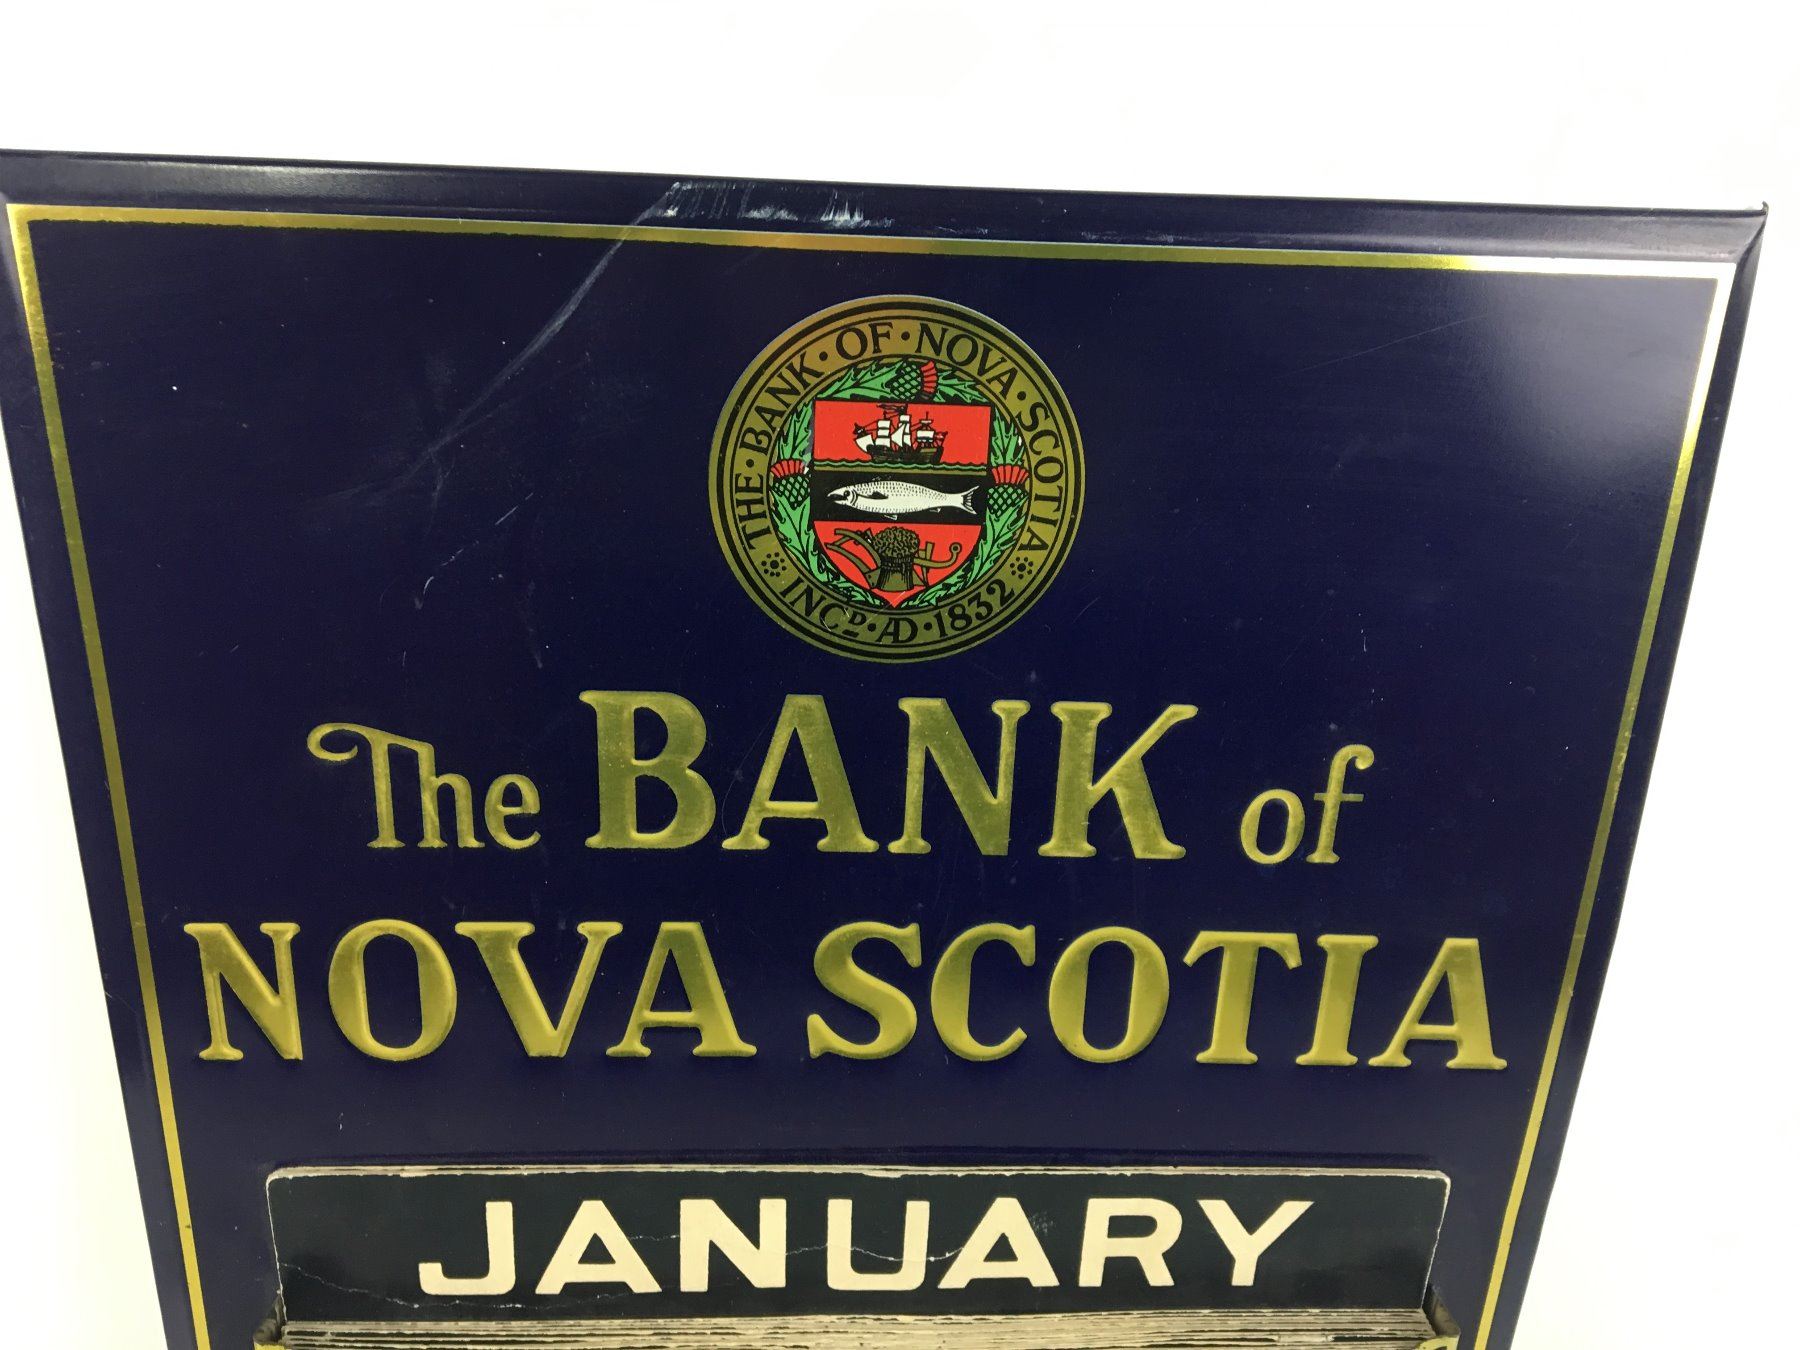 THE · BANK · OF · NOVA · SCOTIA
INCD · AD · 1832
The BANK of
NOVA SCOTIA
JANUARY